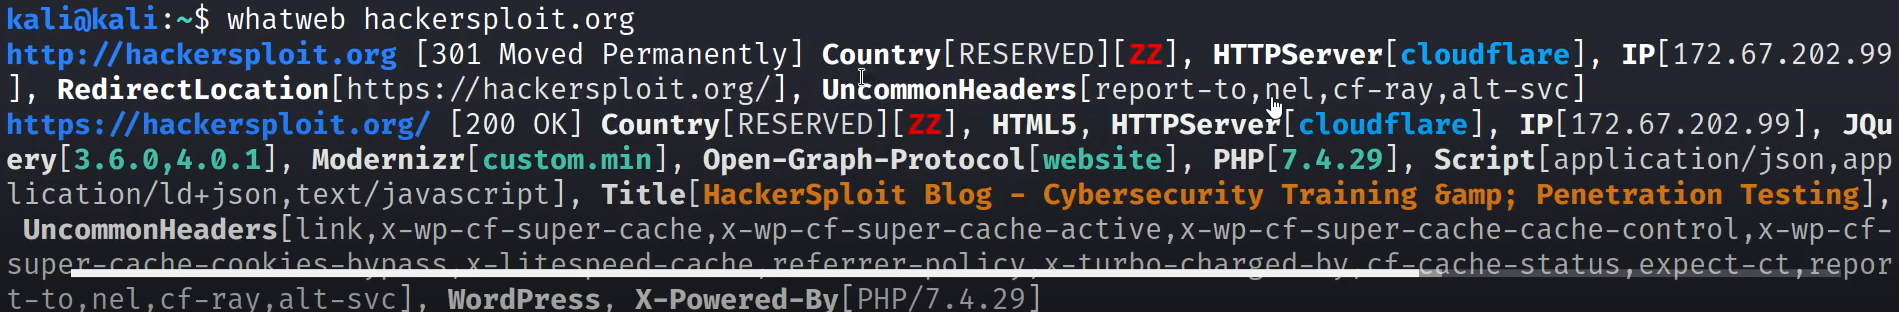 kali@kali:~$ whatweb hackersploit.org
http://hackersploit.org [301 Moved Permanently] Country[RESERVED][ZZ], HTTPServer[cloudflare], IP[172.67.202.99
], RedirectLocation[https://hackersploit.org/], UncommonHeaders[report-to,nel,cf-ray,alt-svc]
https://hackersploit.org/ [200 OK] Country[RESERVED][ZZ], HTML5, HTTPServer[cloudflare], IP[172.67.202.99], JQu
ery[3.6.0,4.0.1], Modernizr[custom.min], Open-Graph-Protocol[website], PHP[7.4.29], Script[application/json,app
lication/ld+json,text/javascript], Title[HackerSploit Blog - Cybersecurity Training &amp; Penetration Testing],
UncommonHeaders[link,x-wp-cf-super-cache,x-wp-cf-super-cache-active,x-wp-cf-super-cache-cache-control,x-wp-cf-
super-cache-cookies-bypass,x-litespeed-cache,referrer-policy,x-turbo-charged-by,cf-cache-status,expect-ct,repor
t-to,nel,cf-ray,alt-svc], WordPress, X-Powered-By[PHP/7.4.29]